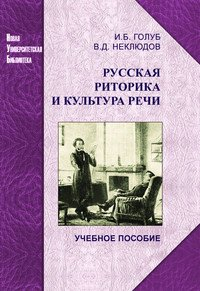 Новая
Университетская
Библиотека
И.Б. ГОЛУБ
В.Д. НЕКЛЮДОВ
РУССКАЯ
РИТОРИКА
И КУЛЬТУРА РЕЧИ
УЧЕБНОЕ ПОСОБИЕ